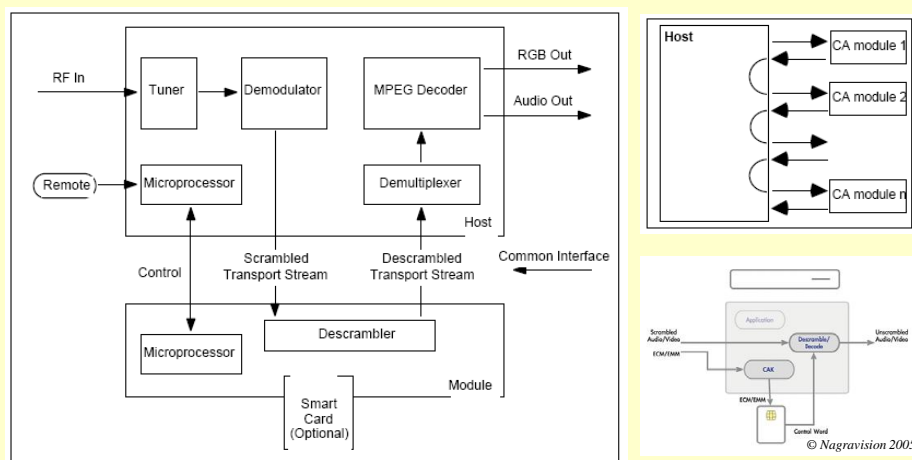 RF In
Tuner
Demodulator
MPEG Decoder
RGB Out
Audio Out
Remote
Microprocessor
Demultiplexer
Host
Control
Scrambled
Transport Stream
Descrambled
Transport Stream
Common Interface
Descrambler
Microprocessor
Module
Smart
Card
(Optional)
Host
CA module 1
CA module 2
CA module n
Application
Scrambled
Audio/Video
ECM/EMM
Descramble/
Decode
Unscrambled
Audio/Video
CAK
ECM/EMM
Control Word
© Nagravision 2005